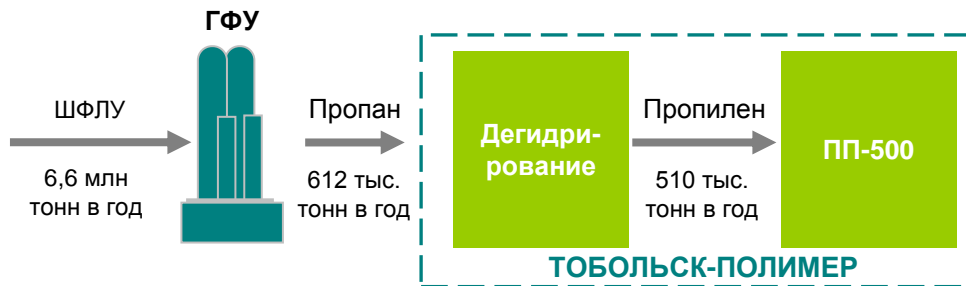 ГФУ
ШФЛУ
6,6 млн
тонн в год
Пропан
612 тыс.
тонн в год
Дегидри-
рование
Пропилен
510 тыс.
тонн в год
ПП-500
ТОБОЛЬСК-ПОЛИМЕР